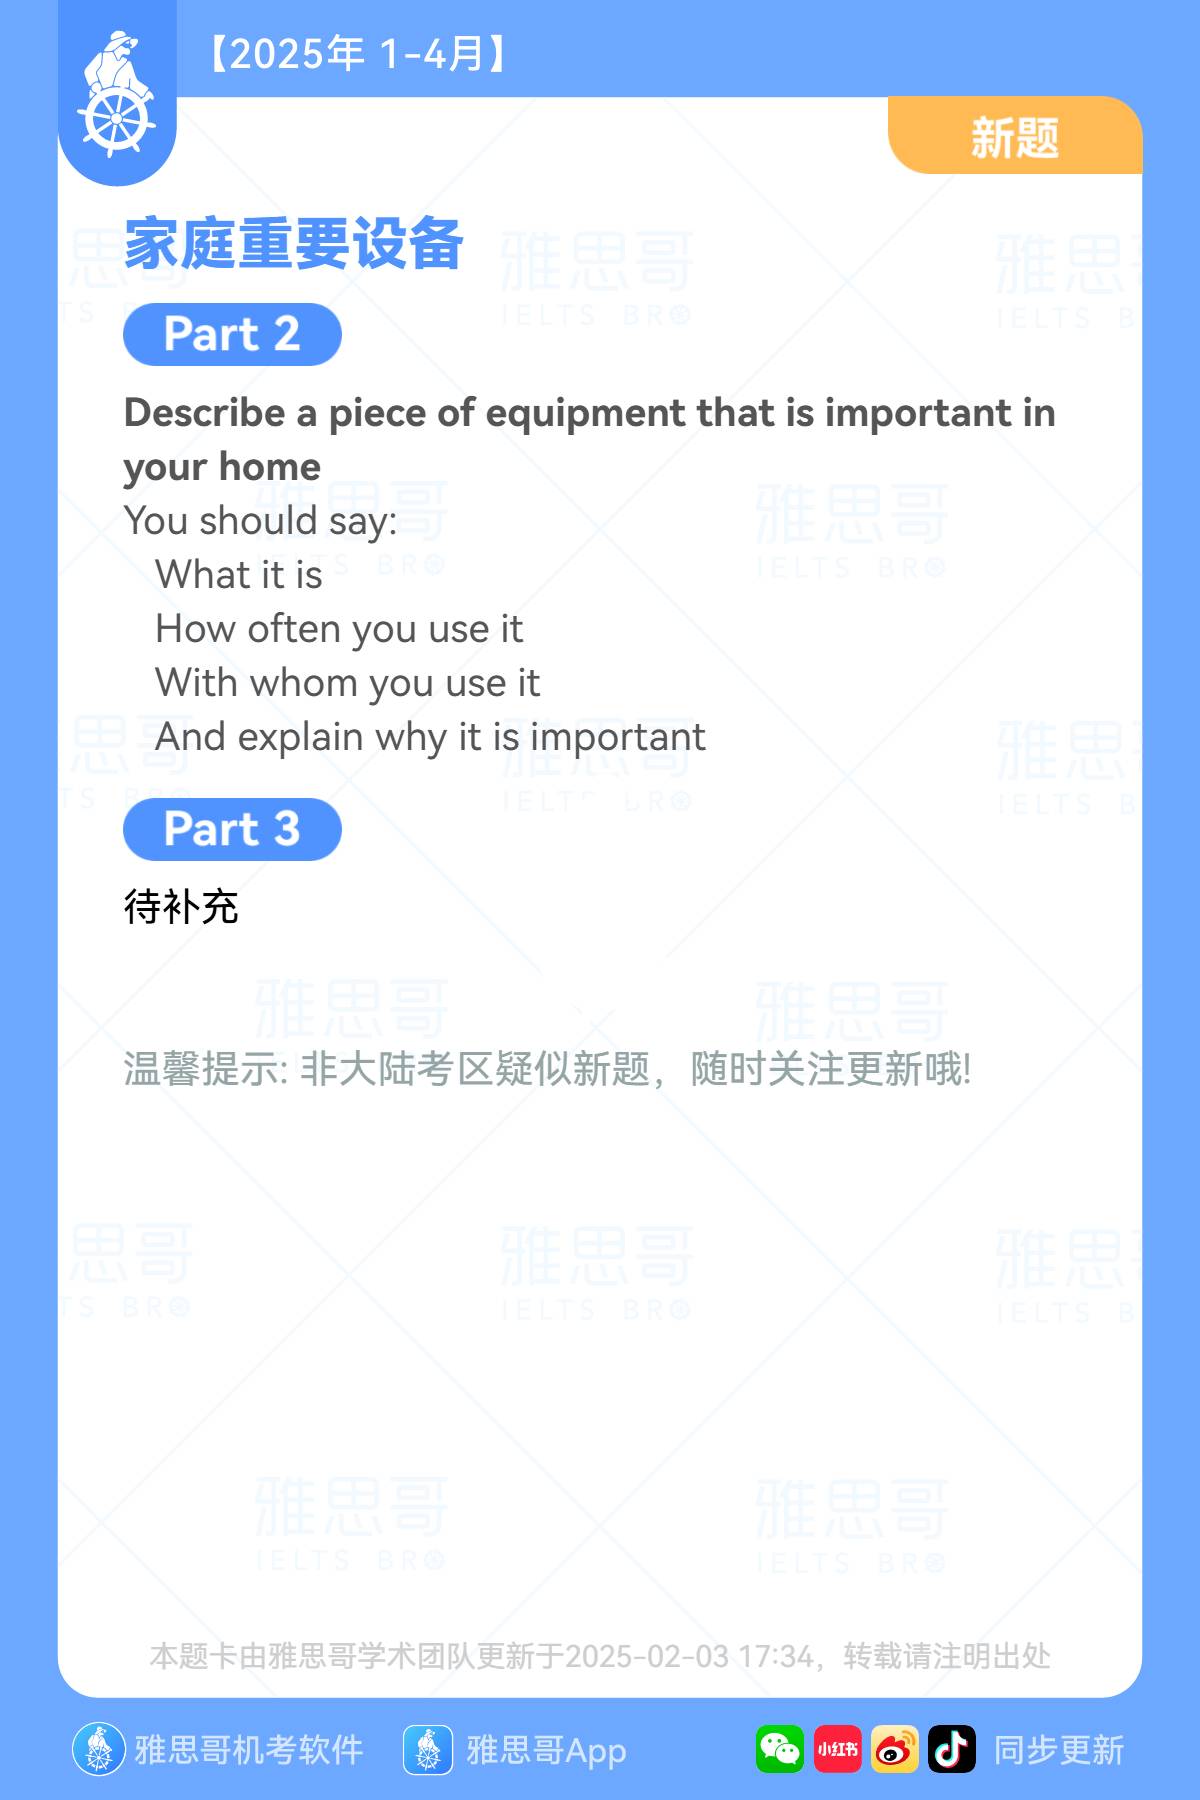 【2025年 1-4月】
新题
家庭重要设备
Part 2
Describe a piece of equipment that is important in
your home
You should say:
What it is
How often you use it
With whom you use it
And explain why it is important
Part 3
待补充
温馨提示: 非大陆考区疑似新题，随时关注更新哦!
雅思哥
IELTS BRO
本题卡由雅思哥学术团队更新于2025-02-03 17:34，转载请注明出处
雅思哥机考软件 雅思哥App 小红书 同步更新